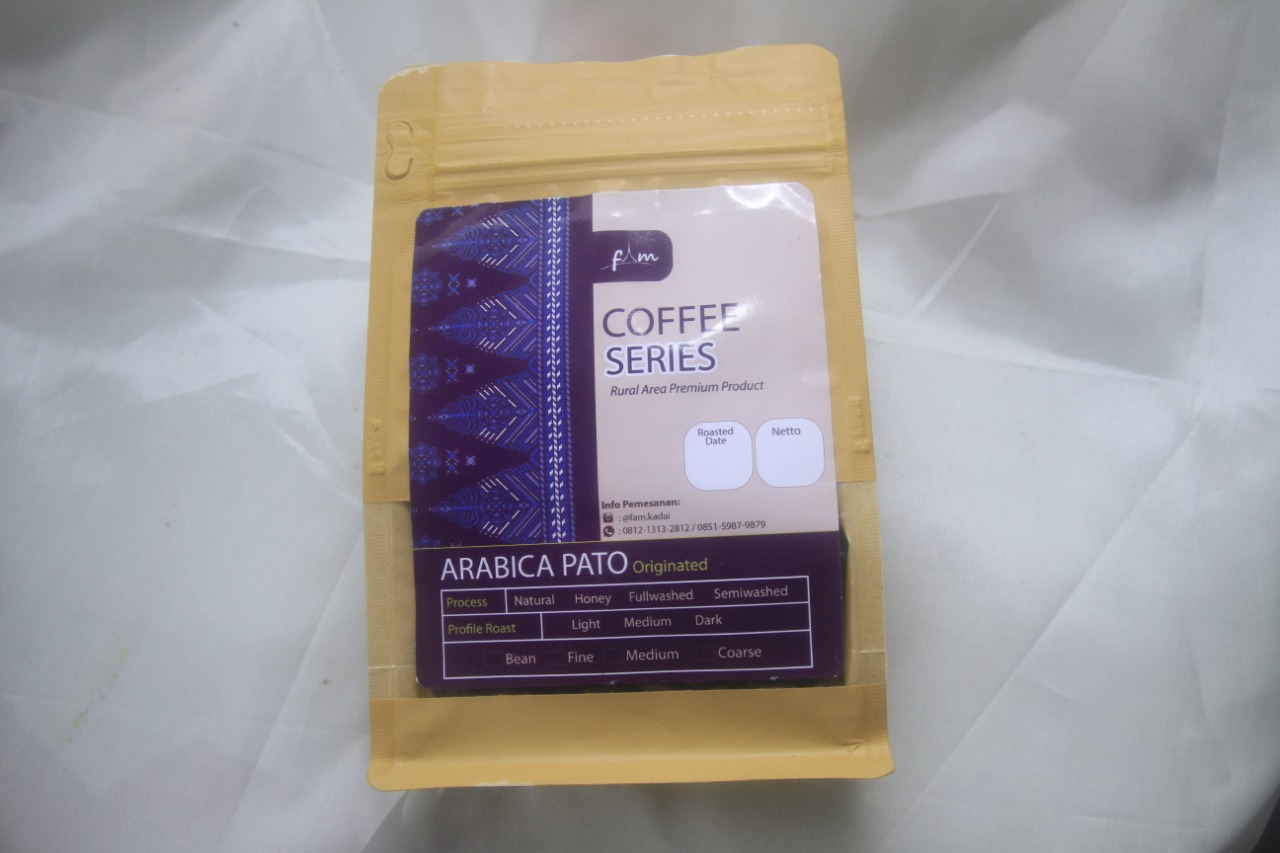 fam
COFFEE
SERIES
Rural Area Premium Product
Roasted
Date
Netto
Info Pemesanan:
: @fam.kadai
: 0812-1313-2812 / 0851-5987-9879
ARABICA PATO Originated
Process Natural Honey Fullwashed Semiwashed
Profile Roast Light Medium Dark
Bean Fine Medium Coarse